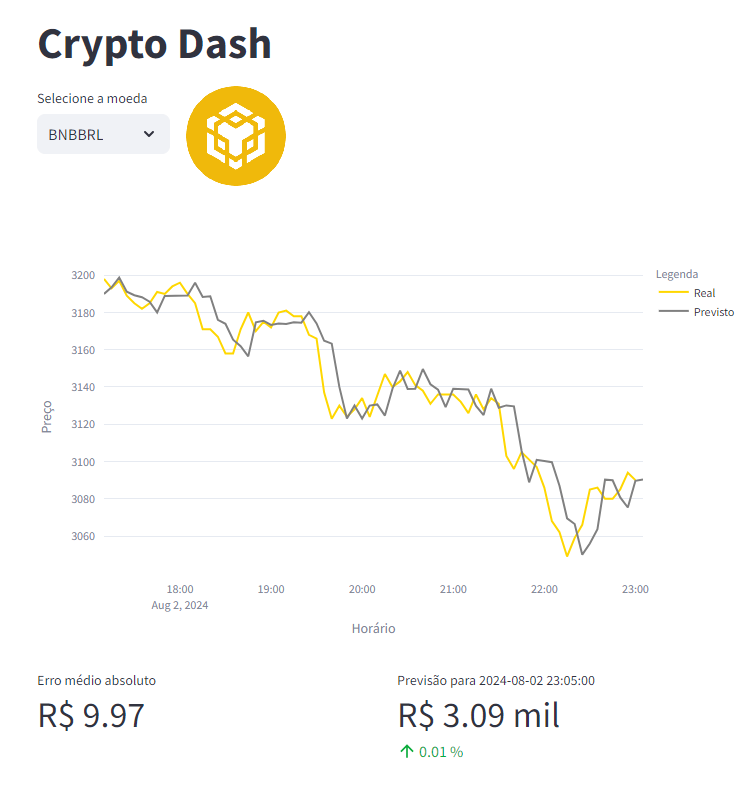 Crypto Dash
Selecione a moeda
BNBBRL
Legenda
Real
Previsto
Preço
3200
3180
3160
3140
3120
3100
3080
3060
18:00 19:00 20:00 21:00 22:00 23:00
Aug 2, 2024
Horário
Erro médio absoluto
R$ 9.97
Previsão para 2024-08-02 23:05:00
R$ 3.09 mil
↑ 0.01 %